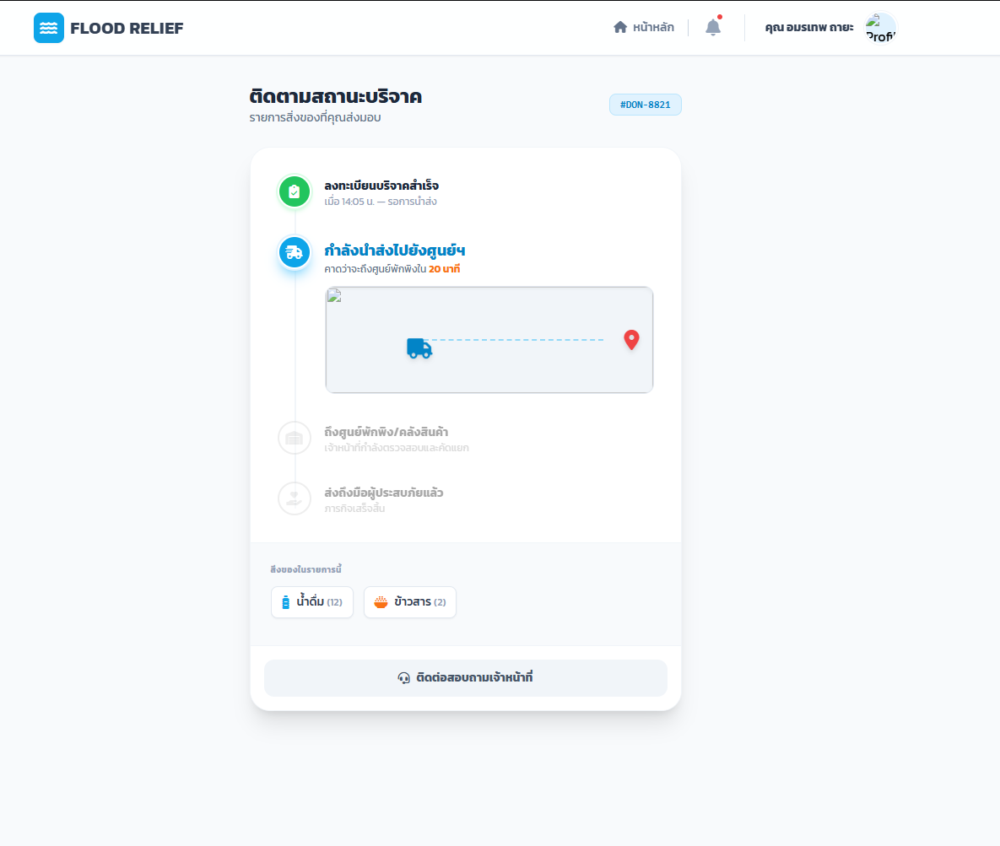 FLOOD RELIEF
หน้าหลัก
คุณ อมรเทพ ถายะ
ติดตามสถานะบริจาค
#DON-8821
รายการสิ่งของที่คุณส่งมอบ
ลงทะเบียนบริจาคสำเร็จ
เมื่อ 14:05 น. — รอการนำส่ง
กำลังนำส่งไปยังศูนย์ฯ
คาดว่าจะถึงศูนย์พักพิงใน 20 นาที
ถึงศูนย์พักพิง/คลังสินค้า
เจ้าหน้าที่กำลังตรวจสอบและคัดแยก
ส่งถึงมือผู้ประสบภัยแล้ว
ภารกิจเสร็จสิ้น
สิ่งของในรายการนี้
น้ำดื่ม (12)
ข้าวสาร (2)
ติดต่อสอบถามเจ้าหน้าที่